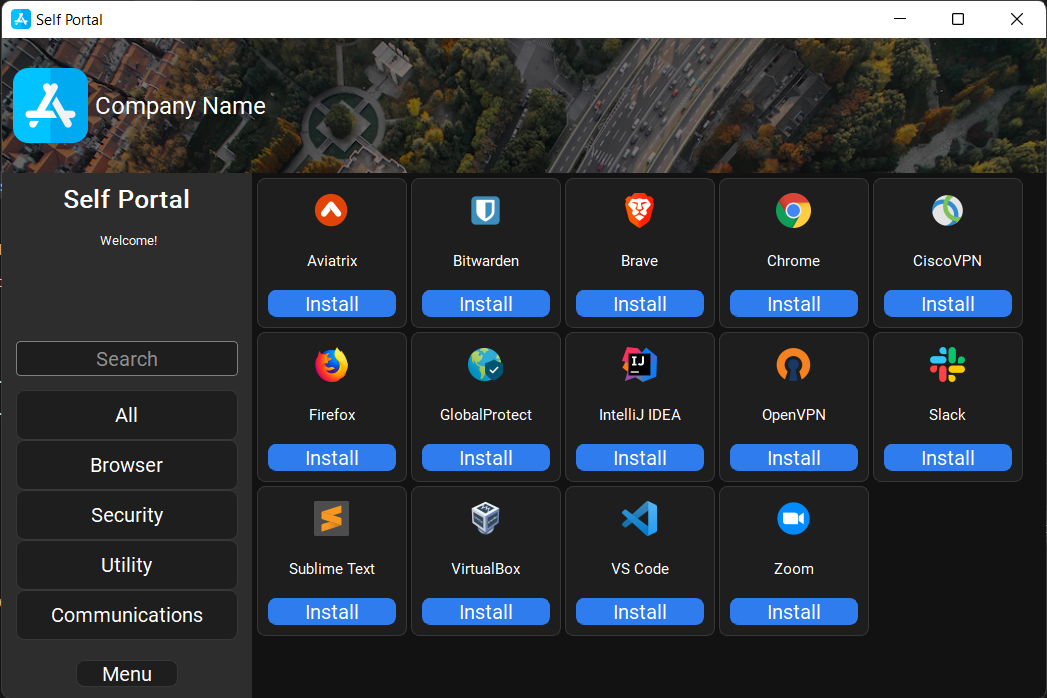 Self Portal
Company Name
Self Portal
Welcome!
Search
All
Browser
Security
Utility
Communications
Menu
Aviatrix
Install
Bitwarden
Install
Brave
Install
Chrome
Install
CiscoVPN
Install
Firefox
Install
GlobalProtect
Install
IntelliJ IDEA
Install
OpenVPN
Install
Slack
Install
Sublime Text
Install
VirtualBox
Install
VS Code
Install
Zoom
Install